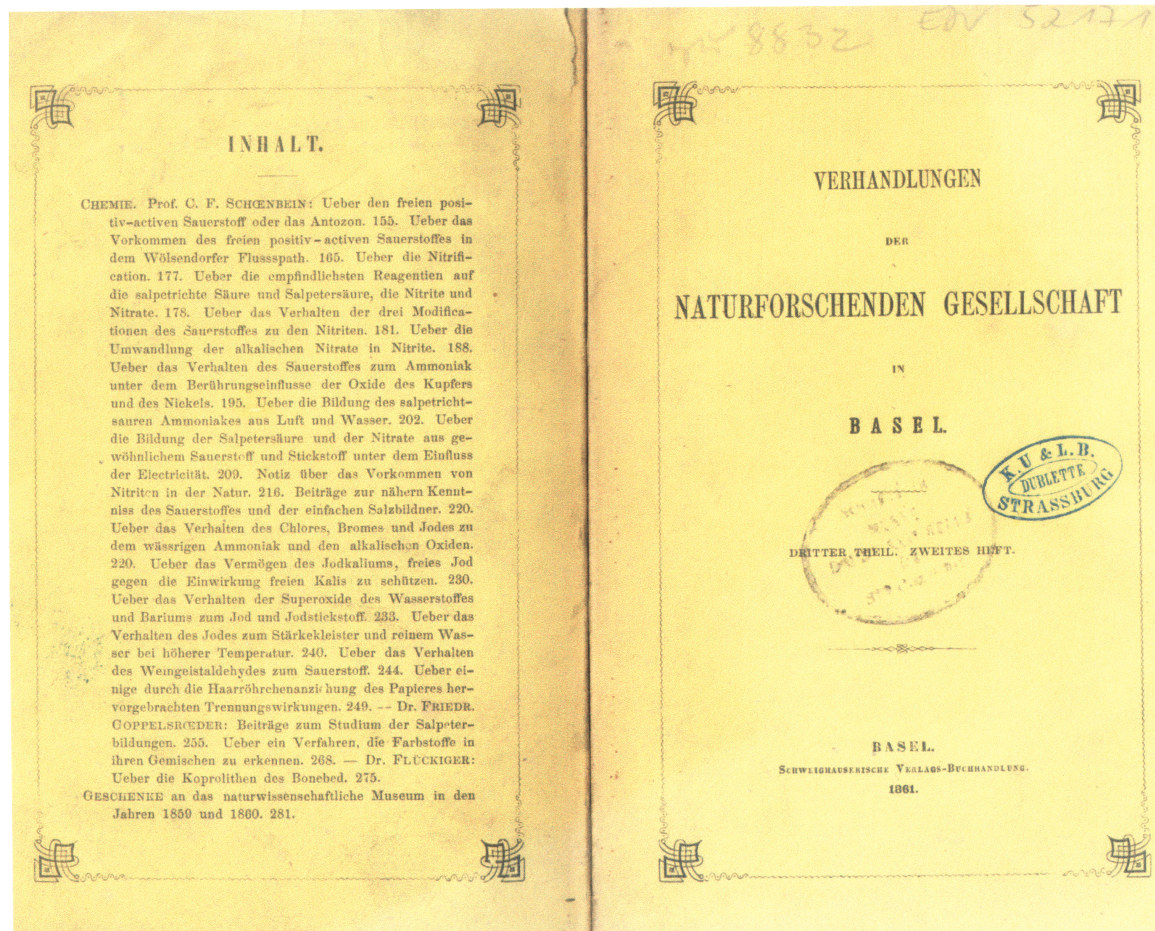 INHALT.
CHEMIE. Prof. C. F. SCHŒNBEIN: Ueber den freien posi-
tiv-activen Sauerstoff oder das Antozon. 155. Ueber das
Vorkommen des freien positiv-activen Sauerstoffes in
dem Wölsendorfer Flussspath. 165. Ueber die Nitrifi-
cation. 177. Ueber die empfindlichsten Reagentien auf
die salpetrichte Säure und Salpetersäure, die Nitrite und
Nitrate. 178. Ueber das Verhalten der drei Modifica-
tionen des Sauerstoffes zu den Nitriten. 181. Ueber die
Umwandlung der alkalischen Nitrate in Nitrite. 188.
Ueber das Verhalten des Sauerstoffes zum Ammoniak
unter dem Berührungseinflusse der Oxide des Kupfers
und des Nickels. 195. Ueber die Bildung des salpetricht-
sauren Ammoniakes aus Luft und Wasser. 202. Ueber
die Bildung der Salpetersäure und der Nitrate aus ge-
wöhnlichem Sauerstoff und Stickstoff unter dem Einfluss
der Electricität. 209. Notiz über das Vorkommen von
Nitriten in der Natur. 216. Beiträge zur nähern Kennt-
niss des Sauerstoffes und der einfachen Salzbildner. 220.
Ueber das Verhalten des Chlores, Bromes und Jodes zu
dem wässrigen Ammoniak und den alkalischen Oxiden.
220. Ueber das Vermögen des Jodkaliums, freies Jod
gegen die Einwirkung freien Kalis zu schützen. 230.
Ueber das Verhalten der Superoxide des Wasserstoffes
und Bariums zum Jod und Jodstickstoff. 233. Ueber das
Verhalten des Jodes zum Stärkekleister und reinem Was-
ser bei höherer Temperatur. 240. Ueber das Verhalten
des Weingeistaldehydes zum Sauerstoff. 244. Ueber ei-
nige durch die Haarröhrchenanziehung des Papieres her-
vorgebrachten Trennungswirkungen. 249. -- Dr. FRIEDR.
GOPPELSRŒDER: Beiträge zum Studium der Salpeter-
bildungen. 255. Ueber ein Verfahren, die Farbstoffe in
ihren Gemischen zu erkennen. 268. — Dr. FLÜCKIGER:
Ueber die Koprolithen des Bonebed. 275.
GESCHENKE an das naturwissenschaftliche Museum in den
Jahren 1859 und 1860. 281.
8832 EDV 52171
VERHANDLUNGEN
DER
NATURFORSCHENDEN GESELLSCHAFT
IN
BASEL.
K. U & L. B.
DUBLETTE
STRASSBURG
DRITTER THEIL. ZWEITES HEFT.
BASEL.
SCHWEIGHAUSERISCHE VERLAGS-BUCHHANDLUNG.
1861.